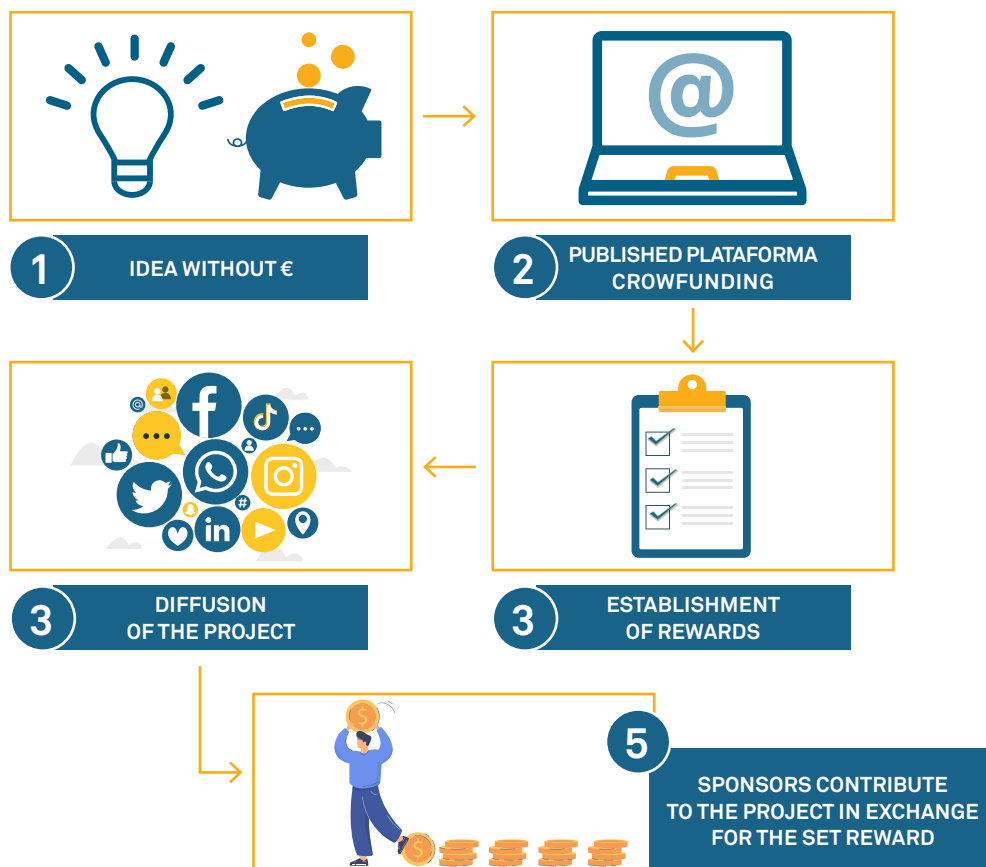 @
1
IDEA WITHOUT €
2
PUBLISHED PLATAFORMA
CROWFUNDING
3
ESTABLISHMENT
OF REWARDS
@
f
#
in
3
DIFFUSION
OF THE PROJECT
$
$
5
SPONSORS CONTRIBUTE
TO THE PROJECT IN EXCHANGE
FOR THE SET REWARD